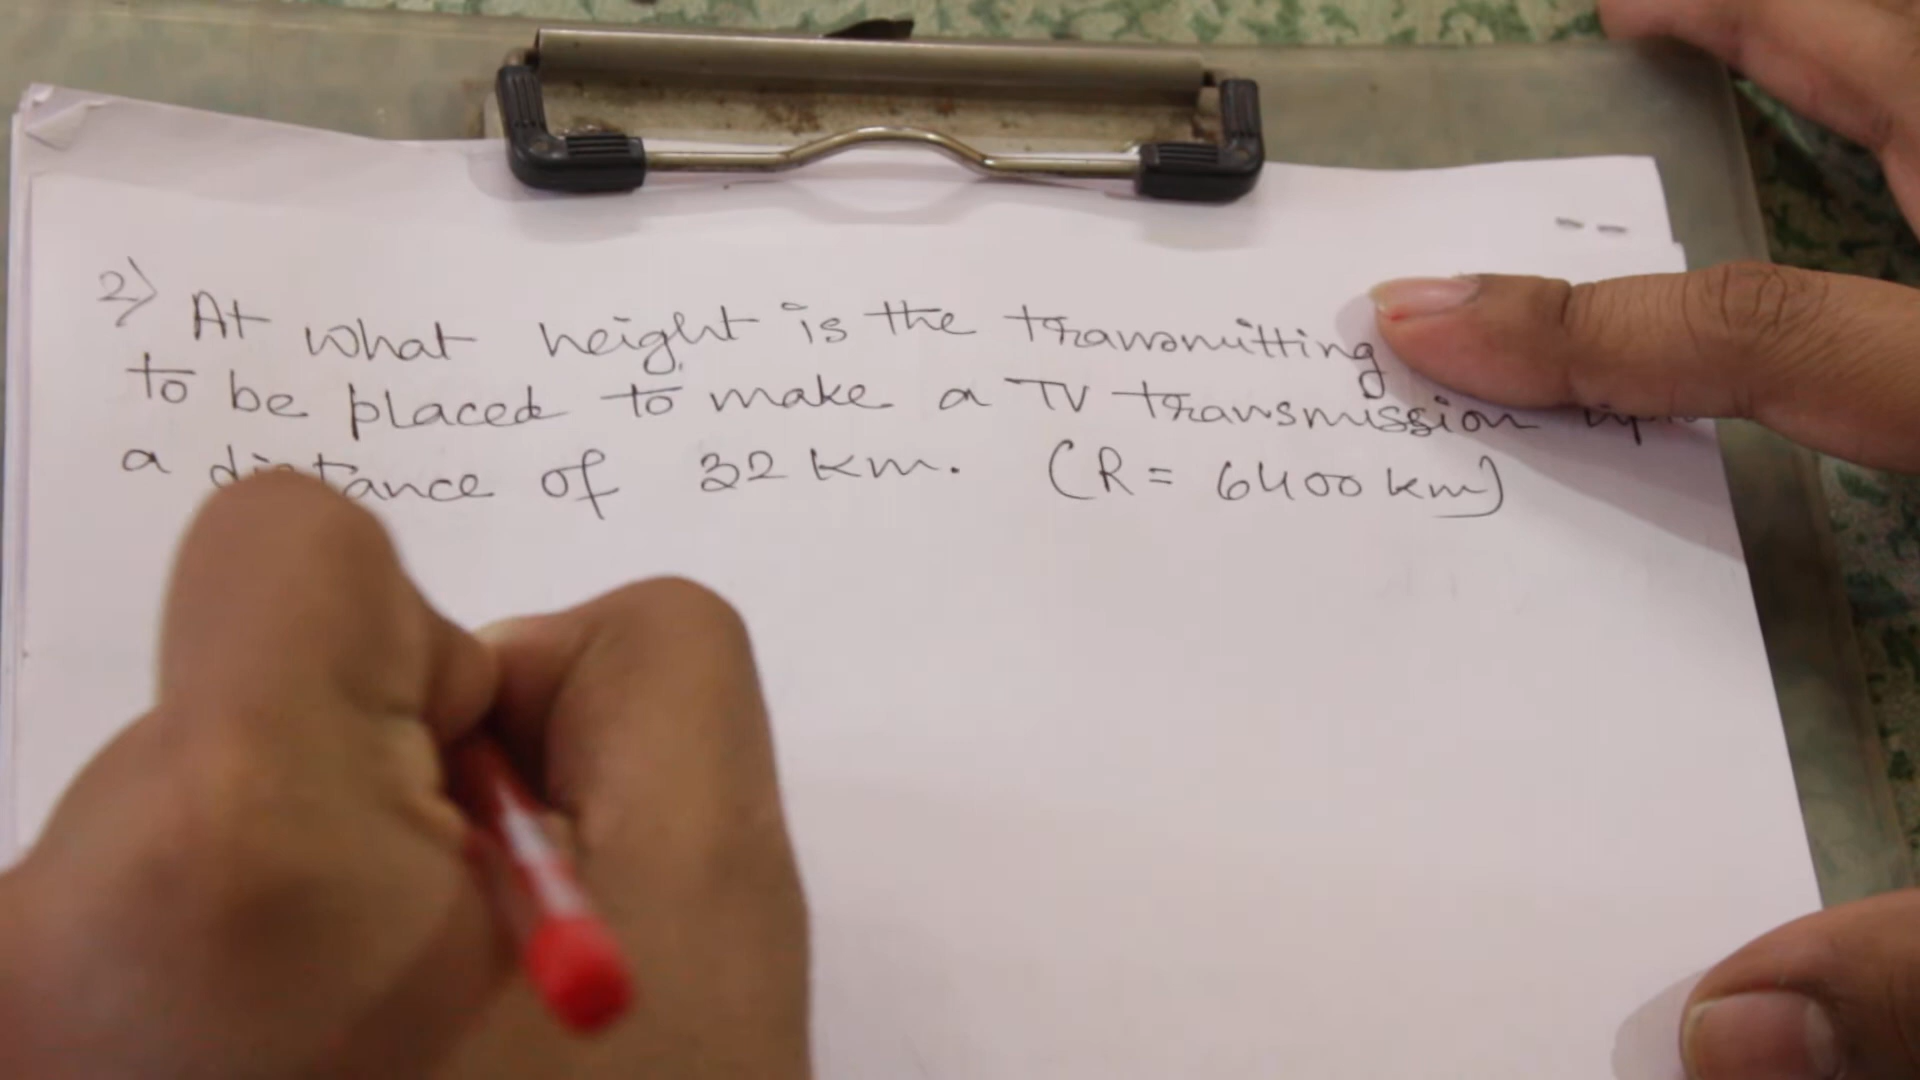 2) At what height is the transmitting
to be placed to make a TV transmission
a distance of 32 km. (R = 6400 km)